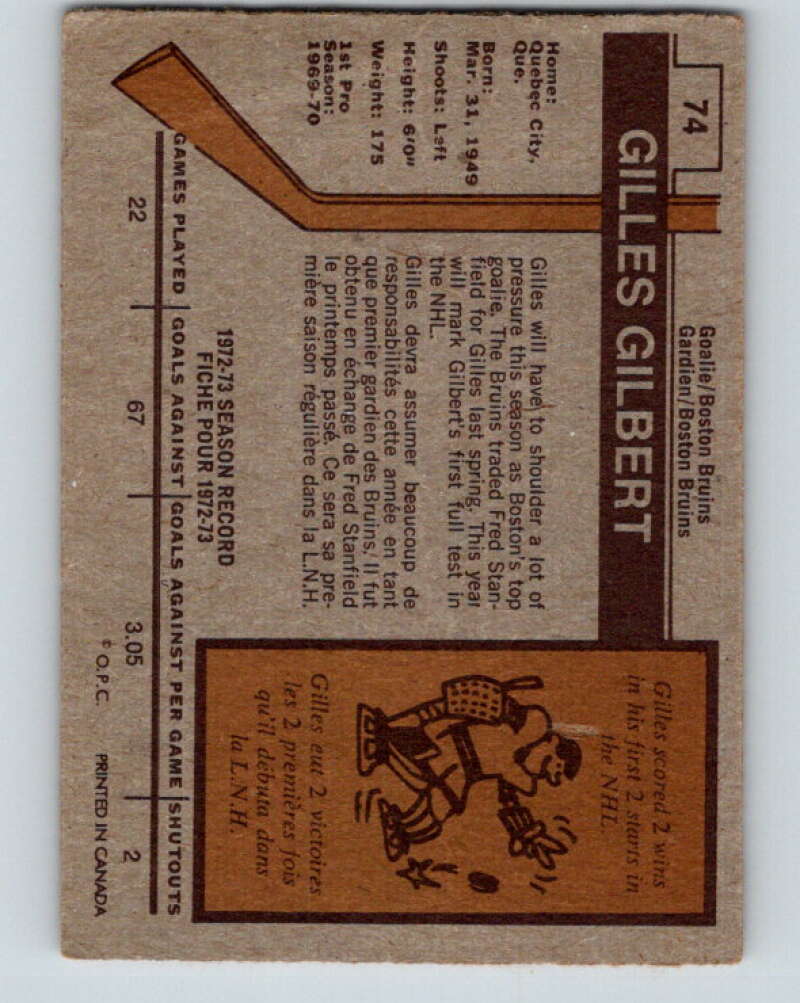 74
GILLES GILBERT
Goalie/Boston Bruins
Gardien/Boston Bruins
Home:
Quebec City,
Que.
Born:
Mar. 31, 1949
Shoots: Left
Height: 6'0"
Weight: 175
1st Pro
Season:
1969-70
Gilles will have to shoulder a lot of
pressure this season as Boston's top
goalie. The Bruins traded Fred Stan-
field for Gilles last spring. This year
will mark Gilbert's first full test in
the NHL.
Gilles devra assumer beaucoup de
responsabilités cette année en tant
que premier gardien des Bruins. Il fut
obtenu en échange de Fred Stanfield
le printemps passé. Ce sera sa pre-
mière saison régulière dans la L.N.H.
Gilles scored 2 wins
in his first 2 starts in
the NHL
Gilles eut 2 victoires
les 2 premières fois
qu'il débuta dans
la L.N.H.
1972-73 SEASON RECORD
FICHE POUR 1972-73
GAMES PLAYED GOALS AGAINST GOALS AGAINST PER GAME SHUTOUTS
22 67 3.05 2
© O.P.C. PRINTED IN CANADA